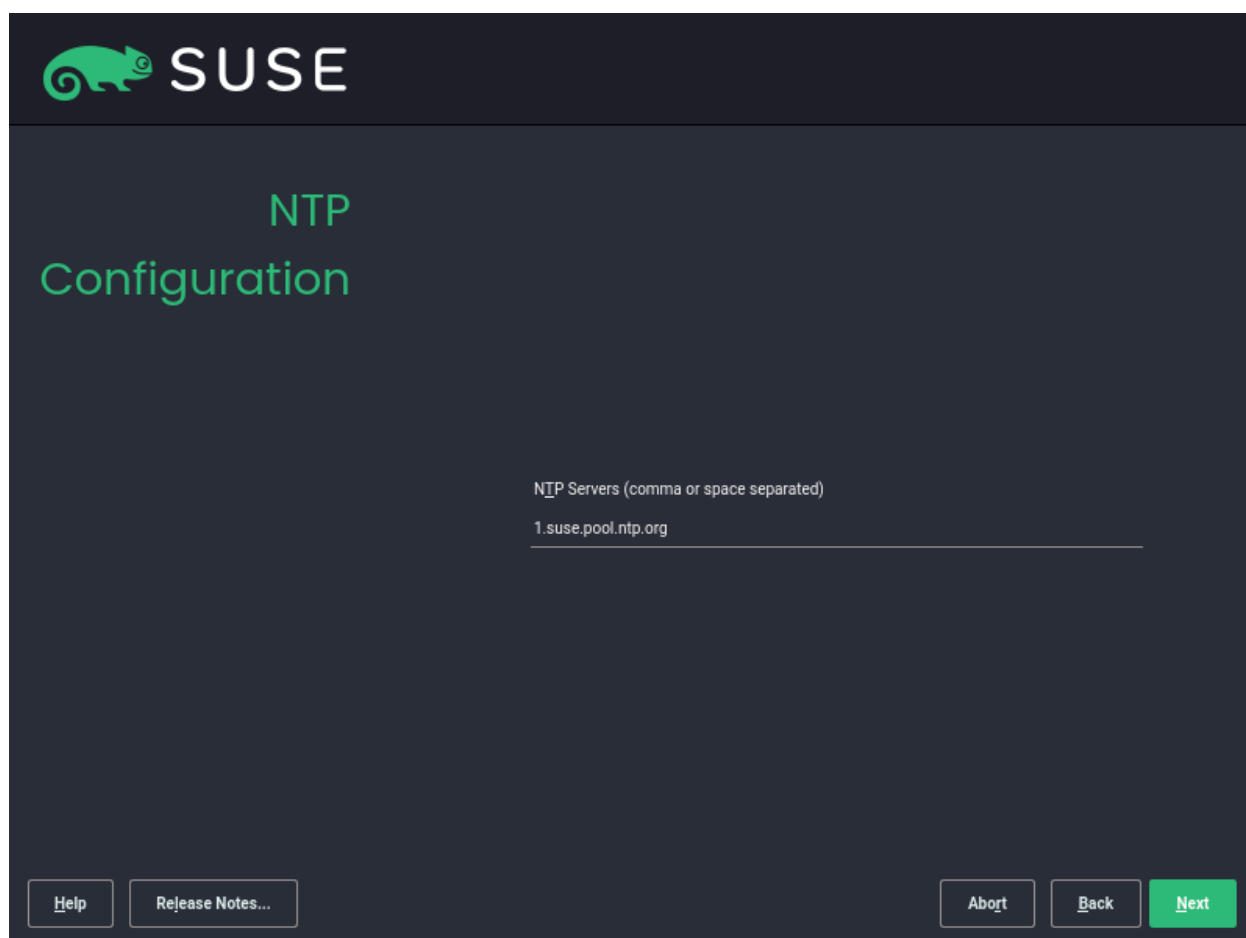 SUSE
NTP
Configuration
NTP Servers (comma or space separated)
1.suse.pool.ntp.org
Help
Release Notes...
Abort
Back
Next